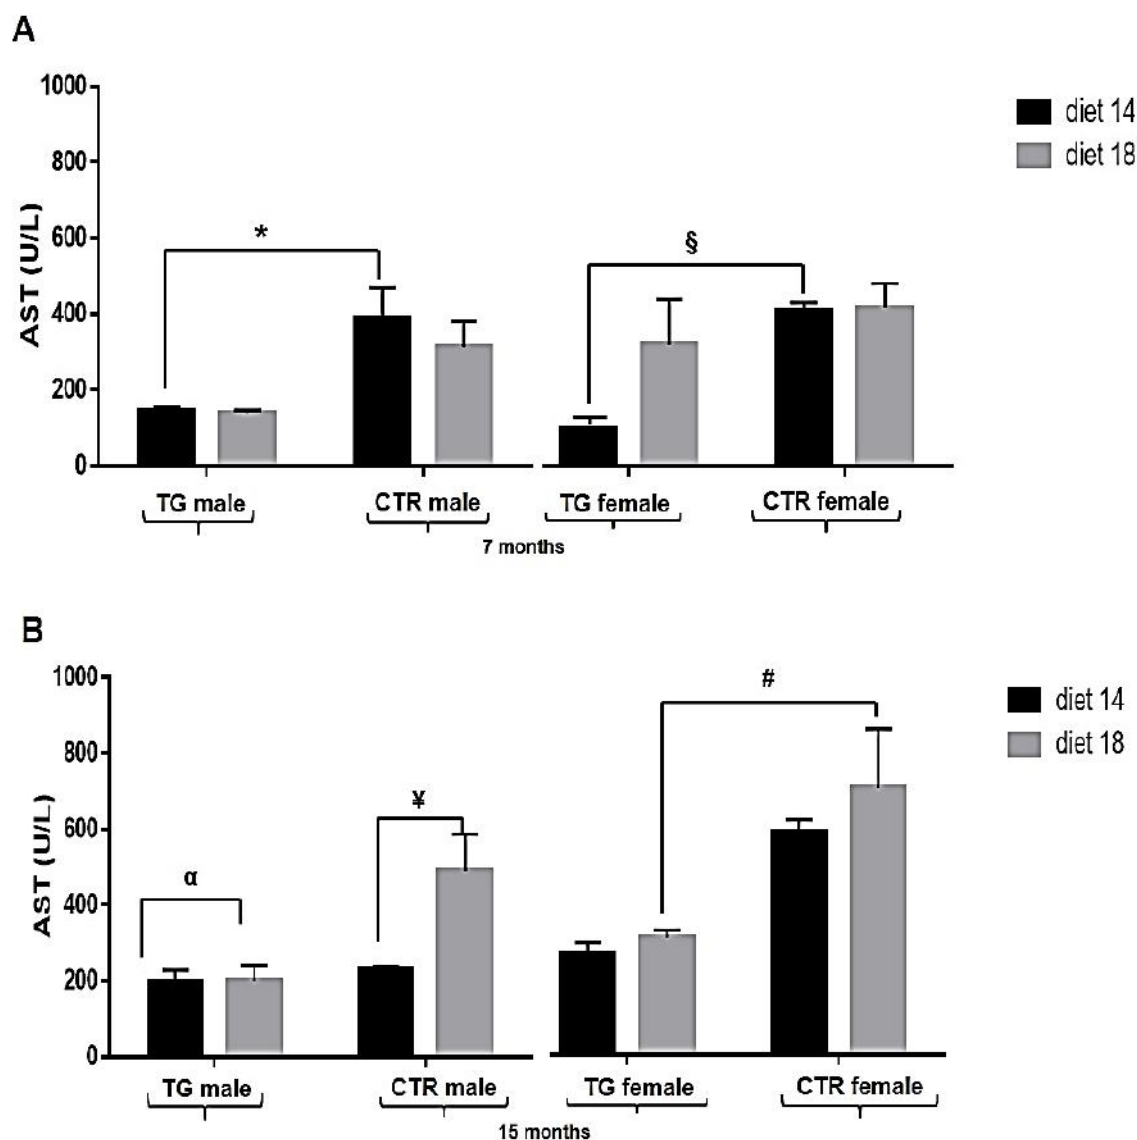 A
1000
800
600
400
200
0
AST (U/L)
*
§
diet 14
diet 18
TG male
CTR male
TG female
CTR female
7 months
B
1000
800
600
400
200
0
AST (U/L)
α
¥
#
diet 14
diet 18
TG male
CTR male
TG female
CTR female
15 months